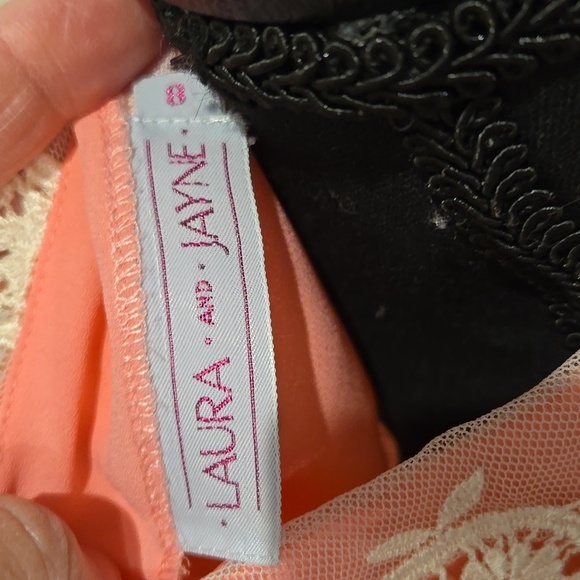 · LAURA · AND · JAYNE ·
8